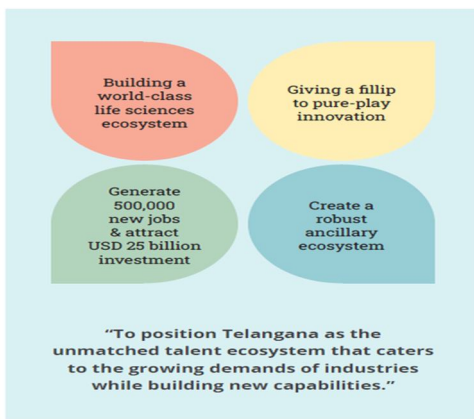 Building a
world-class
life sciences
ecosystem
Giving a fillip
to pure-play
innovation
Generate
500,000
new jobs
& attract
USD 25 billion
investment
Create a
robust
ancillary
ecosystem
“To position Telangana as the
unmatched talent ecosystem that caters
to the growing demands of industries
while building new capabilities.”